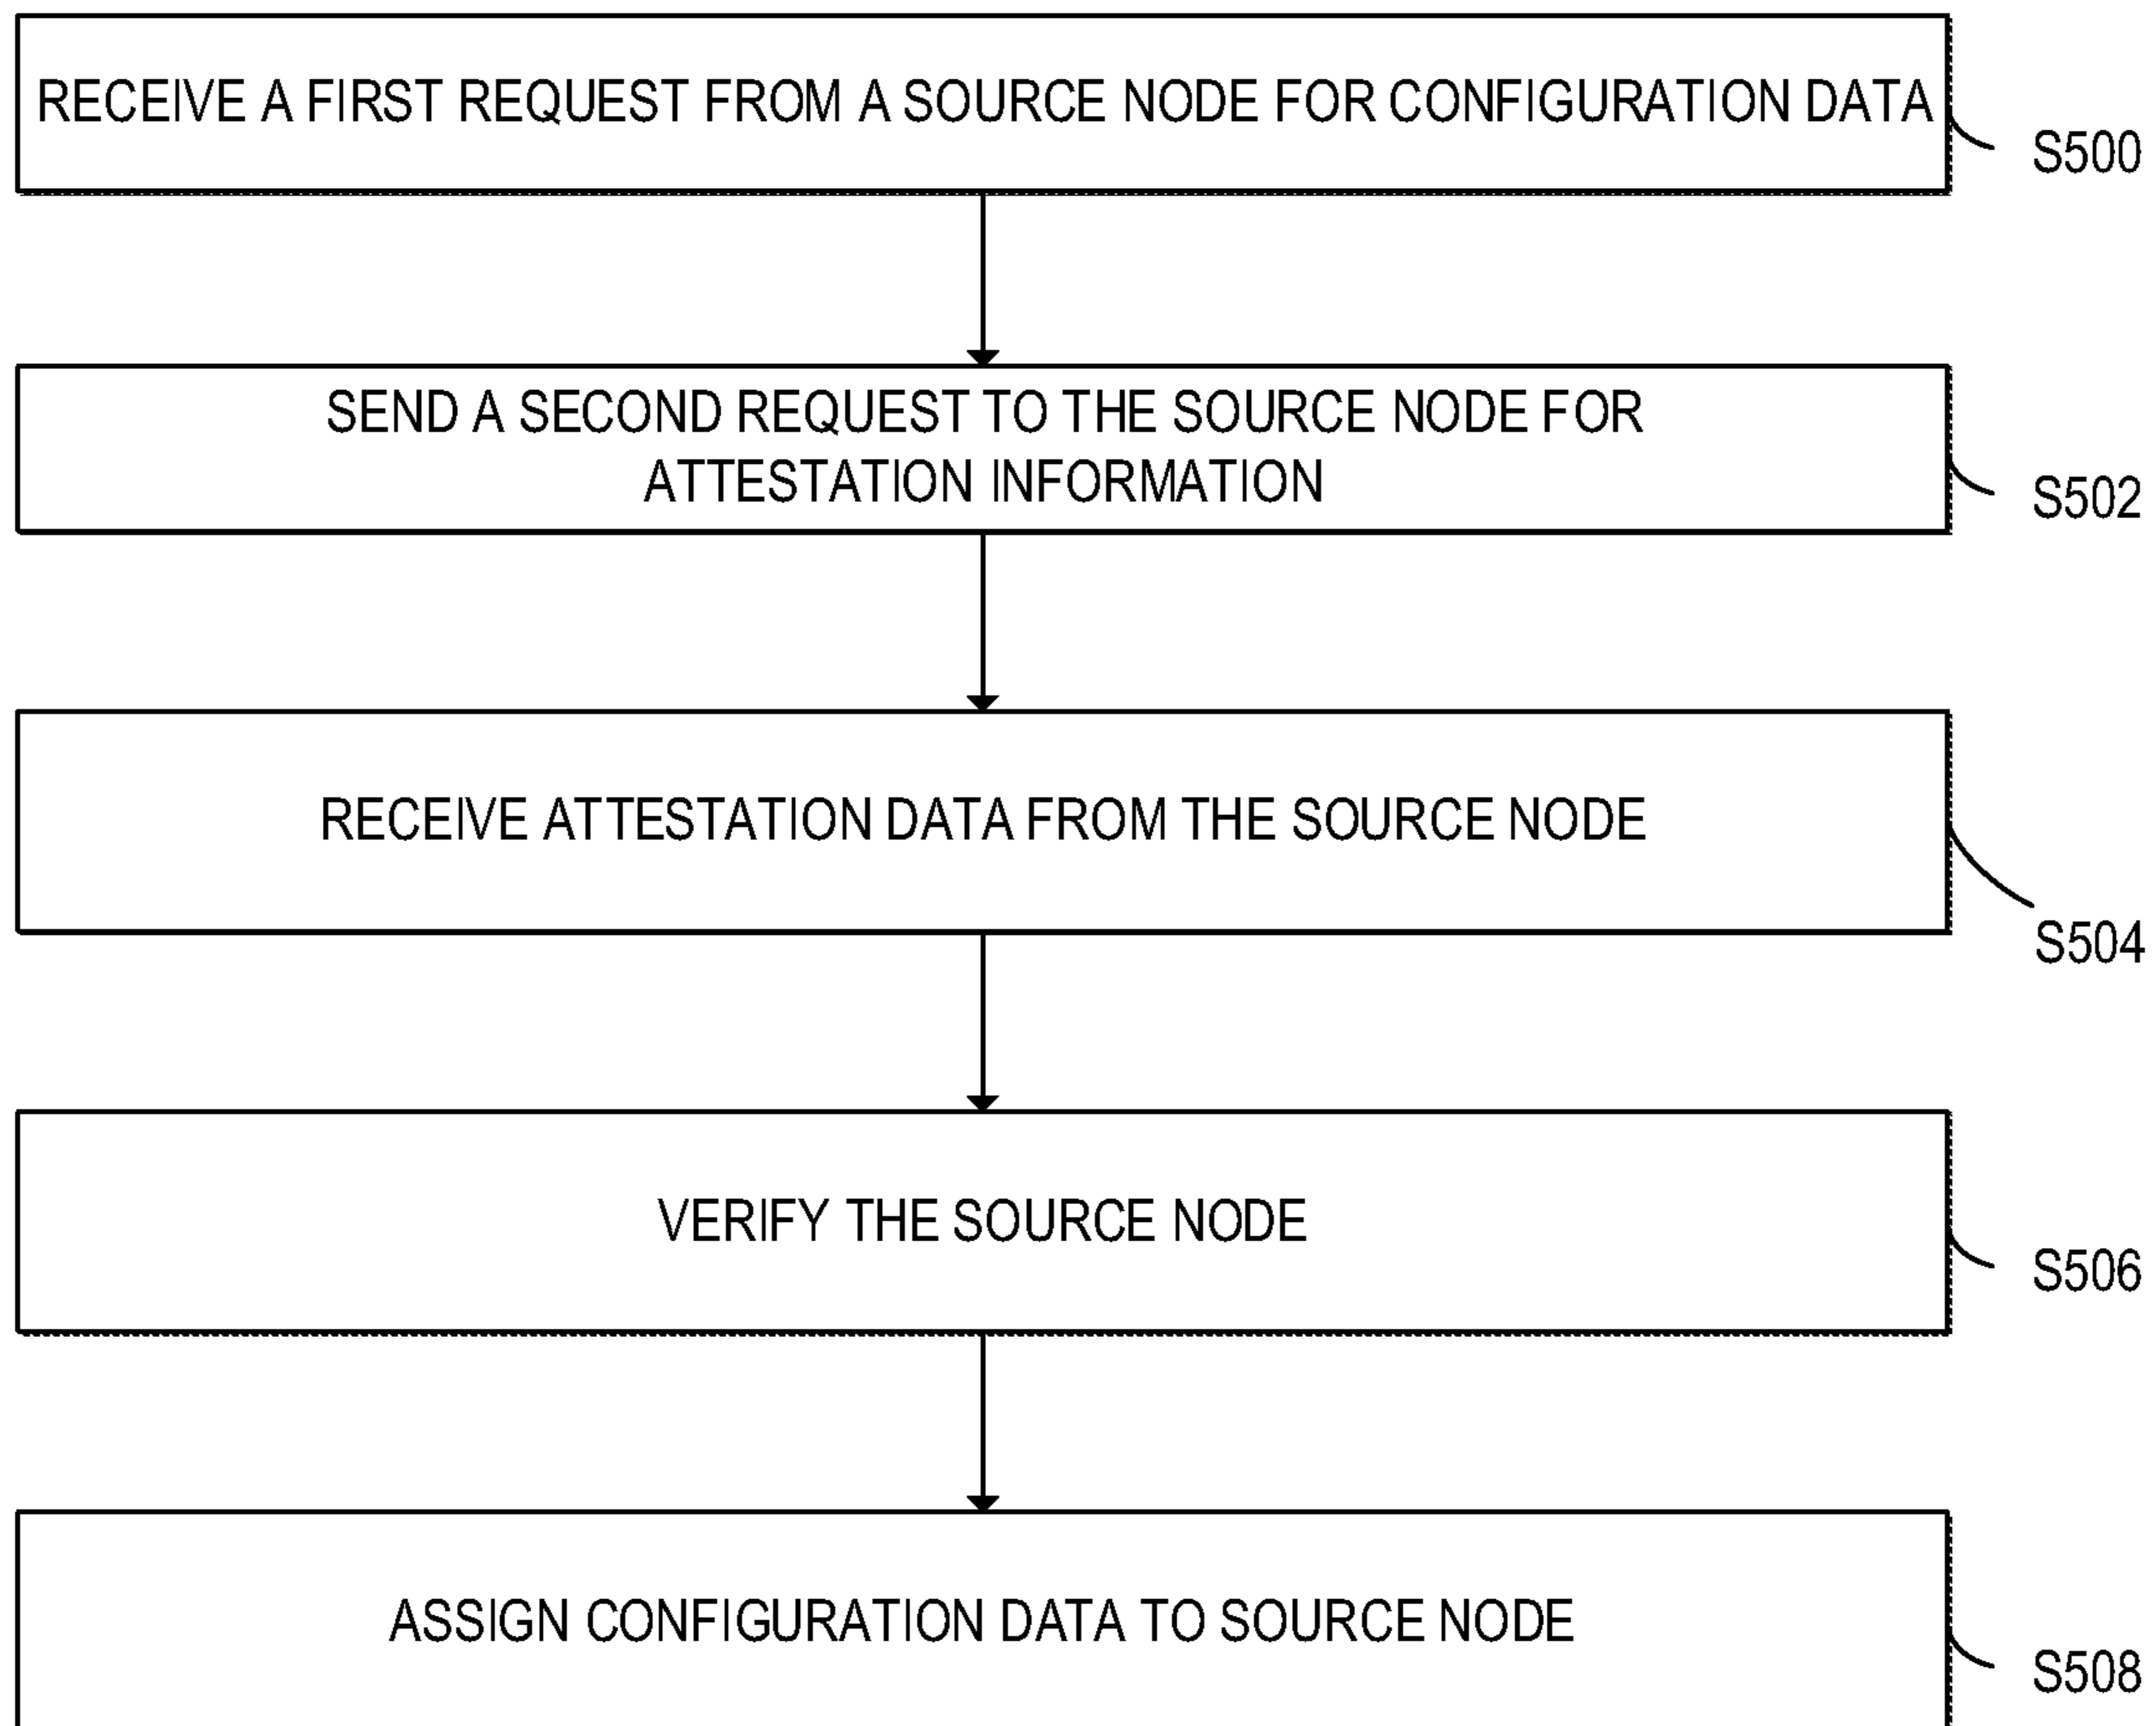 RECEIVE A FIRST REQUEST FROM A SOURCE NODE FOR CONFIGURATION DATA
S500
SEND A SECOND REQUEST TO THE SOURCE NODE FOR
ATTESTATION INFORMATION
S502
RECEIVE ATTESTATION DATA FROM THE SOURCE NODE
S504
VERIFY THE SOURCE NODE
S506
ASSIGN CONFIGURATION DATA TO SOURCE NODE
S508